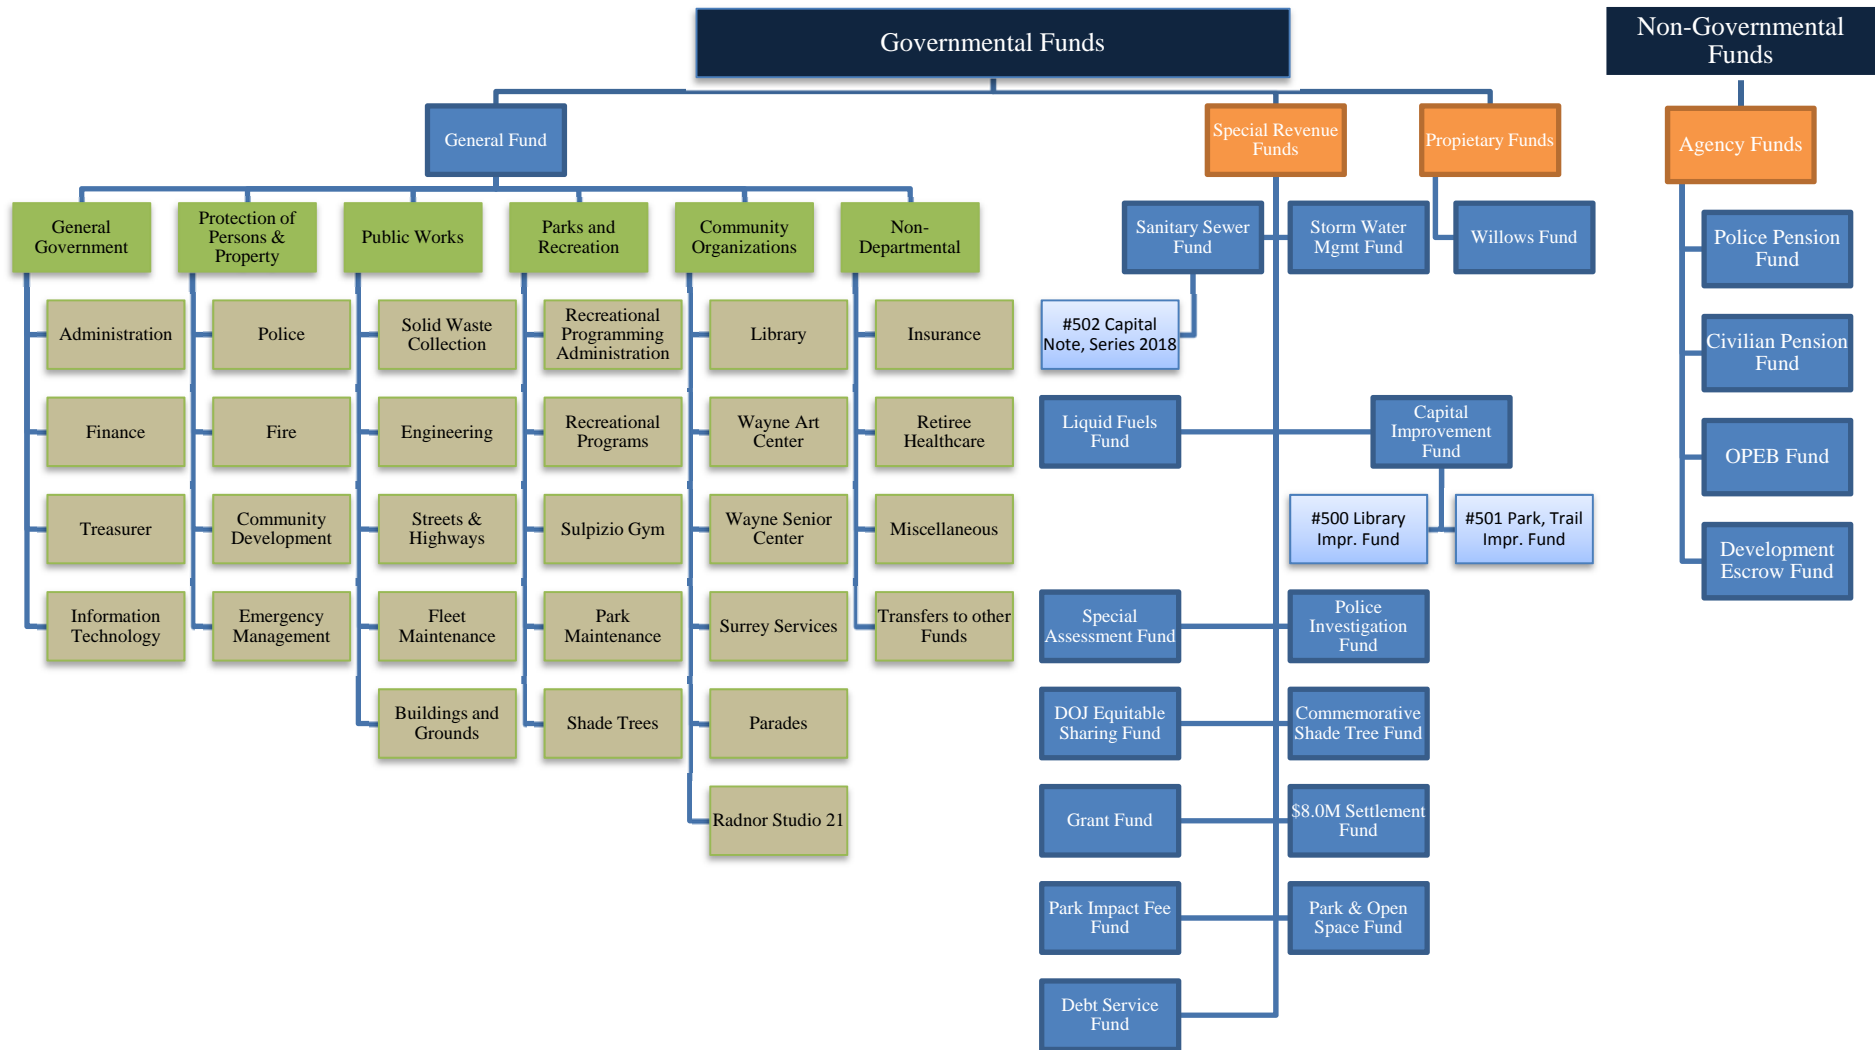 Governmental Funds
Non-Governmental
Funds
General Fund
Special Revenue
Funds
Propietary Funds
Agency Funds
General
Government
Protection of
Persons &
Property
Public Works
Parks and
Recreation
Community
Organizations
Non-
Departmental
Sanitary Sewer
Fund
Storm Water
Mgmt Fund
Willows Fund
Police Pension
Fund
Administration
Police
Solid Waste
Collection
Recreational
Programming
Administration
Library
Insurance
#502 Capital
Note, Series 2018
Civilian Pension
Fund
Finance
Fire
Engineering
Recreational
Programs
Wayne Art
Center
Retiree
Healthcare
Liquid Fuels
Fund
Capital
Improvement
Fund
OPEB Fund
Treasurer
Community
Development
Streets &
Highways
Sulpizio Gym
Wayne Senior
Center
Miscellaneous
#500 Library
Impr. Fund
#501 Park, Trail
Impr. Fund
Development
Escrow Fund
Information
Technology
Emergency
Management
Fleet
Maintenance
Park
Maintenance
Surrey Services
Transfers to other
Funds
Special
Assessment Fund
Police
Investigation
Fund
Buildings and
Grounds
Shade Trees
Parades
DOJ Equitable
Sharing Fund
Commemorative
Shade Tree Fund
Radnor Studio 21
Grant Fund
$8.0M Settlement
Fund
Park Impact Fee
Fund
Park & Open
Space Fund
Debt Service
Fund